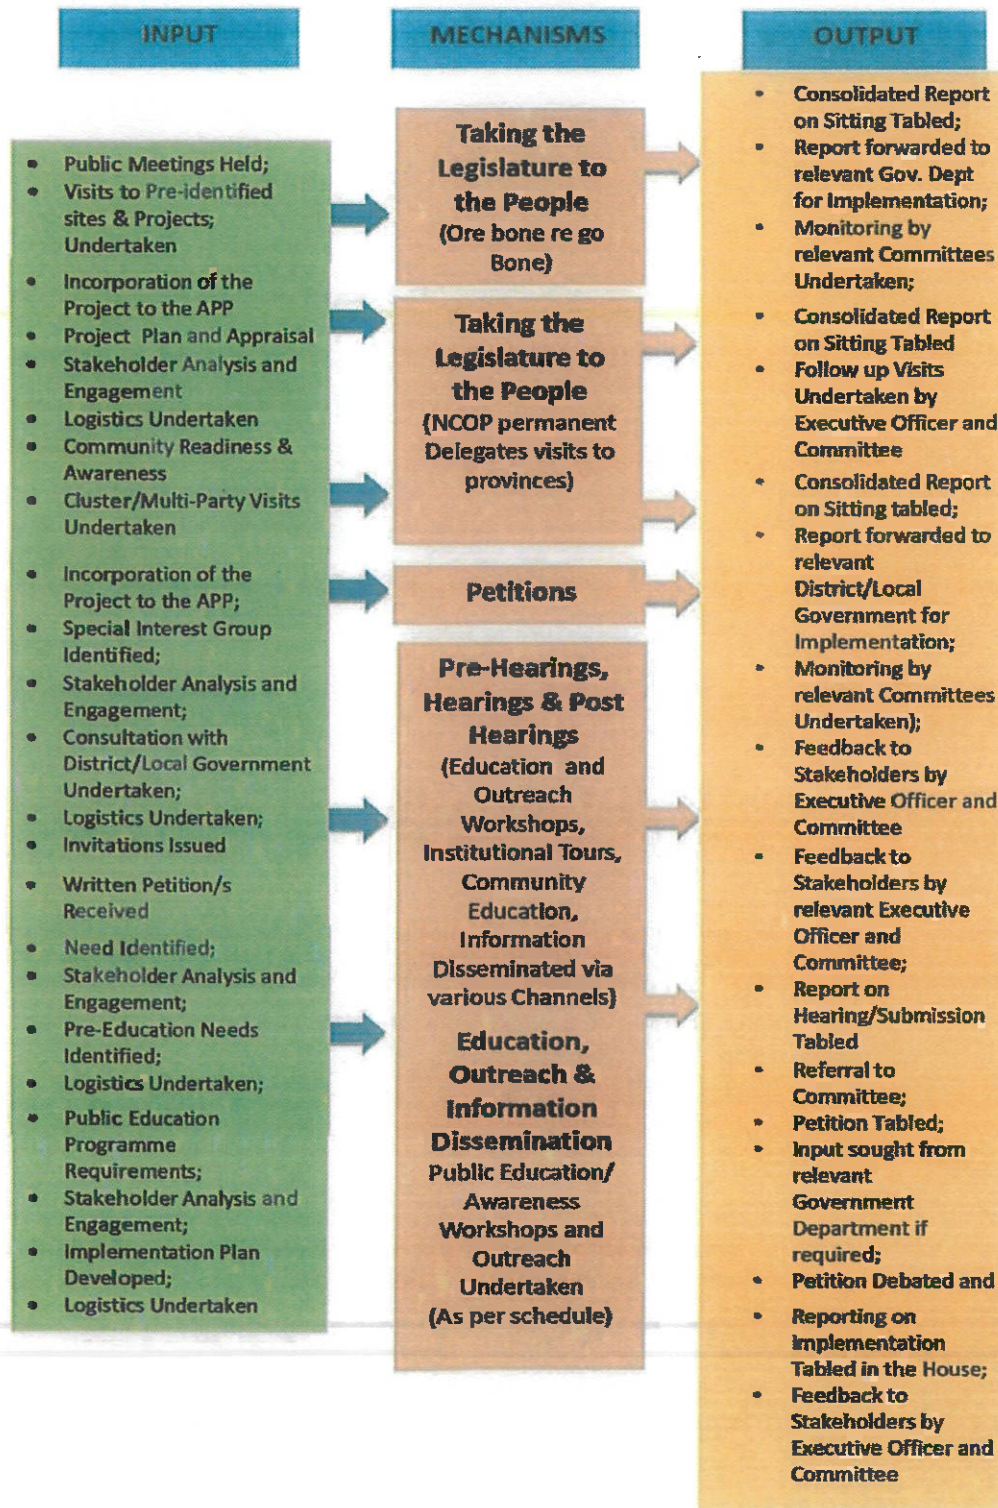 INPUT
MECHANISMS
OUTPUT
• Public Meetings Held;
• Visits to Pre-identified
sites & Projects;
Undertaken
• Incorporation of the
Project to the APP
• Project Plan and Appraisal
• Stakeholder Analysis and
Engagement
• Logistics Undertaken
• Community Readiness &
Awareness
• Cluster/Multi-Party Visits
Undertaken
• Incorporation of the
Project to the APP;
• Special Interest Group
Identified;
• Stakeholder Analysis and
Engagement;
• Consultation with
District/Local Government
Undertaken;
• Logistics Undertaken;
• Invitations Issued
• Written Petition/s
Received
• Need Identified;
• Stakeholder Analysis and
Engagement;
• Pre-Education Needs
Identified;
• Logistics Undertaken;
• Public Education
Programme
Requirements;
• Stakeholder Analysis and
Engagement;
• Implementation Plan
Developed;
• Logistics Undertaken
Taking the
Legislature to
the People
(Ore bone re go
Bone)
Taking the
Legislature to
the People
(NCOP permanent
Delegates visits to
provinces)
Petitions
Pre-Hearings,
Hearings & Post
Hearings
(Education and
Outreach
Workshops,
Institutional Tours,
Community
Education,
Information
Disseminated via
various Channels)
Education,
Outreach &
Information
Dissemination
Public Education/
Awareness
Workshops and
Outreach
Undertaken
(As per schedule)
• Consolidated Report
on Sitting Tabled;
• Report forwarded to
relevant Gov. Dept
for Implementation;
• Monitoring by
relevant Committees
Undertaken;
• Consolidated Report
on Sitting Tabled
• Follow up Visits
Undertaken by
Executive Officer and
Committee
• Consolidated Report
on Sitting tabled;
• Report forwarded to
relevant
District/Local
Government for
Implementation;
• Monitoring by
relevant Committees
Undertaken);
• Feedback to
Stakeholders by
Executive Officer and
Committee
• Feedback to
Stakeholders by
relevant Executive
Officer and
Committee;
• Report on
Hearing/Submission
Tabled
• Referral to
Committee;
• Petition Tabled;
• Input sought from
relevant
Government
Department if
required;
• Petition Debated and
• Reporting on
Implementation
Tabled in the House;
• Feedback to
Stakeholders by
Executive Officer and
Committee